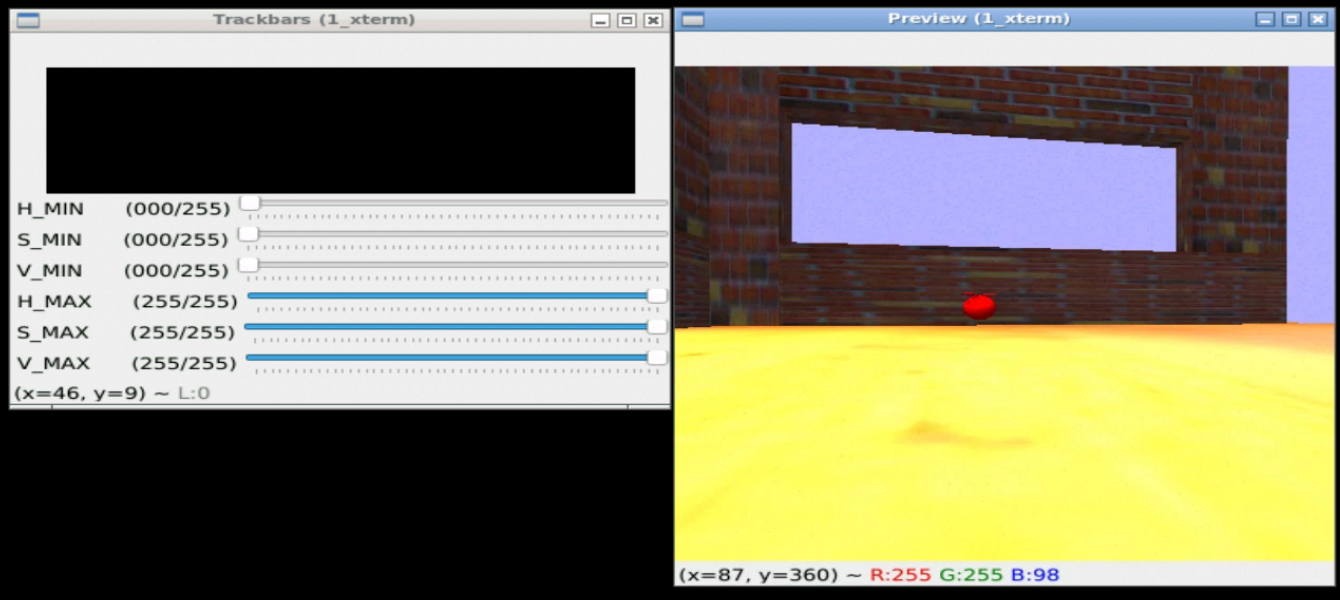 Trackbars (1_xterm)
H_MIN (000/255)
S_MIN (000/255)
V_MIN (000/255)
H_MAX (255/255)
S_MAX (255/255)
V_MAX (255/255)
(x=46, y=9) ~ L:0
Preview (1_xterm)
(x=87, y=360) ~ R:255 G:255 B:98